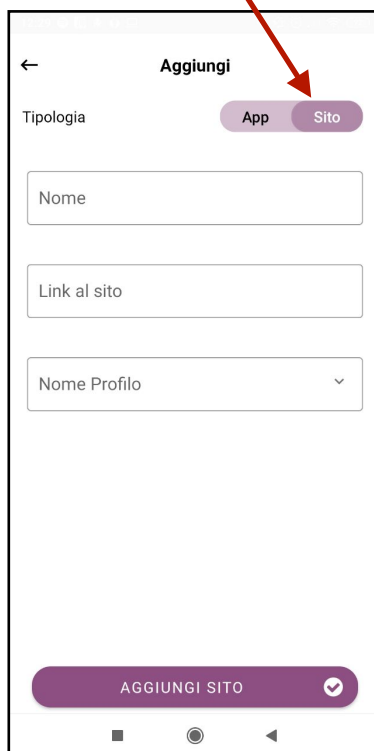 Aggiungi
Tipologia App Sito
Nome
Link al sito
Nome Profilo
AGGIUNGI SITO